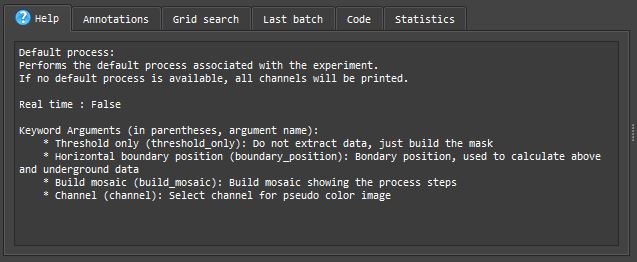 Help Annotations Grid search Last batch Code Statistics
Default process:
Performs the default process associated with the experiment.
If no default process is available, all channels will be printed.
Real time : False
Keyword Arguments (in parentheses, argument name):
* Threshold only (threshold_only): Do not extract data, just build the mask
* Horizontal boundary position (boundary_position): Bondary position, used to calculate above
and underground data
* Build mosaic (build_mosaic): Build mosaic showing the process steps
* Channel (channel): Select channel for pseudo color image